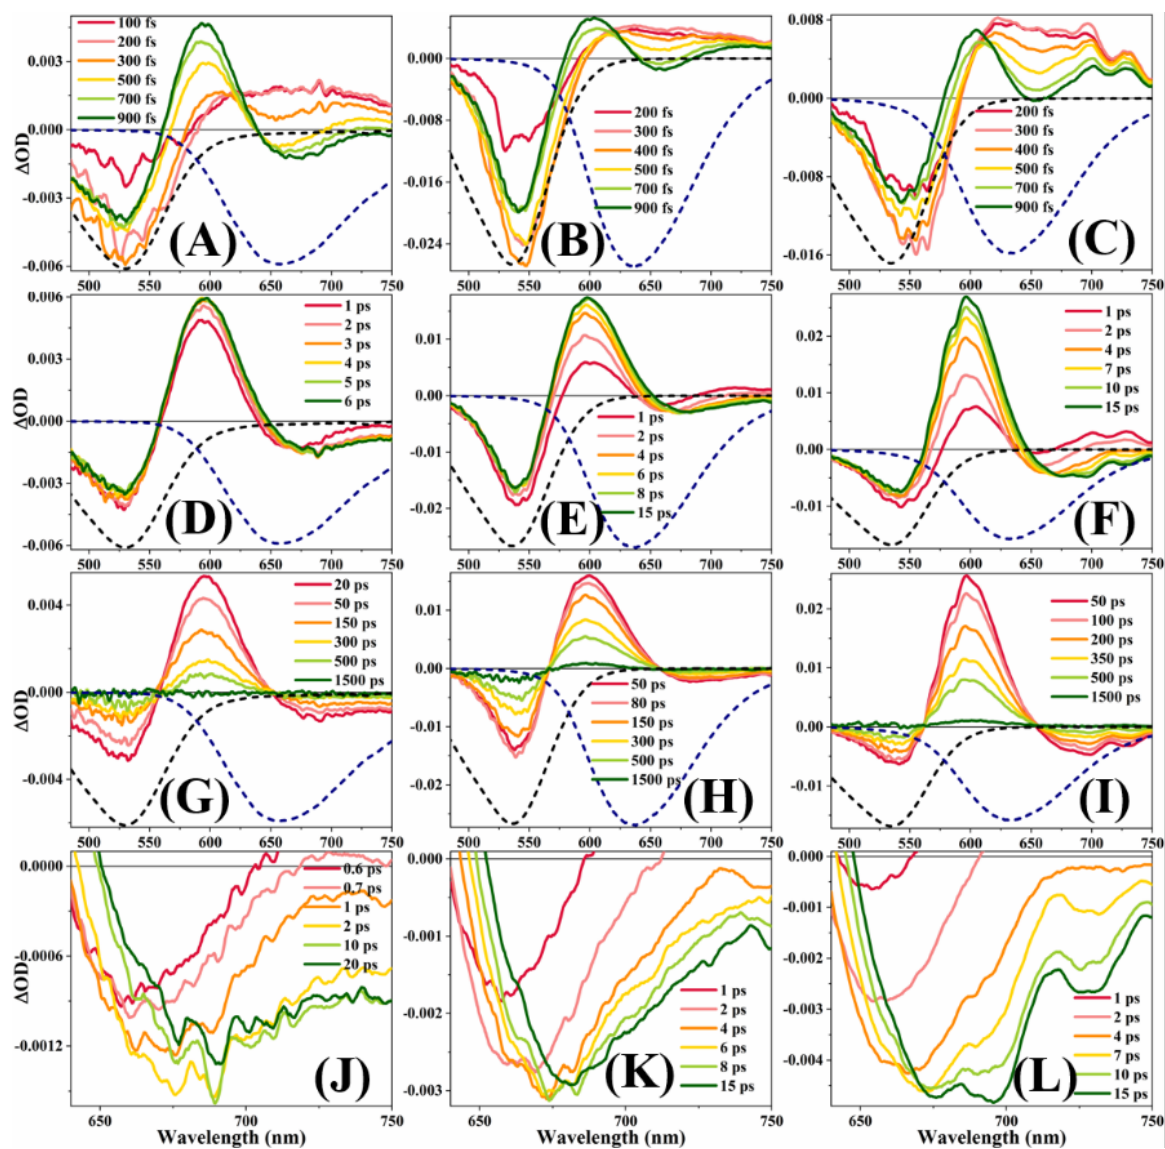 0.003
0.000
-0.003
-0.006
ΔOD
100 fs
200 fs
300 fs
500 fs
700 fs
900 fs
(A)
500 550 600 650 700 750
0.000
-0.008
-0.016
-0.024
200 fs
300 fs
400 fs
500 fs
700 fs
900 fs
(B)
500 550 600 650 700 750
0.008
0.000
-0.008
-0.016
200 fs
300 fs
400 fs
500 fs
700 fs
900 fs
(C)
500 550 600 650 700 750
0.006
0.003
0.000
-0.003
-0.006
ΔOD
1 ps
2 ps
3 ps
4 ps
5 ps
6 ps
(D)
500 550 600 650 700 750
0.01
0.00
-0.01
-0.02
1 ps
2 ps
4 ps
6 ps
8 ps
15 ps
(E)
500 550 600 650 700 750
0.02
0.01
0.00
-0.01
1 ps
2 ps
4 ps
7 ps
10 ps
15 ps
(F)
500 550 600 650 700 750
0.004
0.000
-0.004
ΔOD
20 ps
50 ps
150 ps
300 ps
500 ps
1500 ps
(G)
500 550 600 650 700 750
0.01
0.00
-0.01
-0.02
50 ps
80 ps
150 ps
300 ps
500 ps
1500 ps
(H)
500 550 600 650 700 750
0.02
0.01
0.00
-0.01
50 ps
100 ps
200 ps
350 ps
500 ps
1500 ps
(I)
500 550 600 650 700 750
0.0000
-0.0006
-0.0012
ΔOD
0.6 ps
0.7 ps
1 ps
2 ps
10 ps
20 ps
(J)
650 700 750
Wavelength (nm)
0.000
-0.001
-0.002
-0.003
1 ps
2 ps
4 ps
6 ps
8 ps
15 ps
(K)
650 700 750
Wavelength (nm)
0.000
-0.001
-0.002
-0.003
-0.004
1 ps
2 ps
4 ps
7 ps
10 ps
15 ps
(L)
650 700 750
Wavelength (nm)